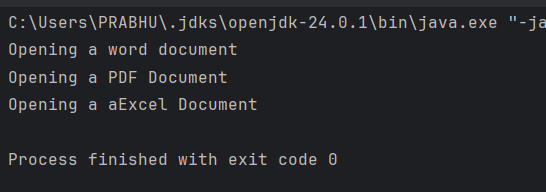 C:\Users\PRABHU\.jdks\openjdk-24.0.1\bin\java.exe "-ja
Opening a word document
Opening a PDF Document
Opening a aExcel Document
Process finished with exit code 0